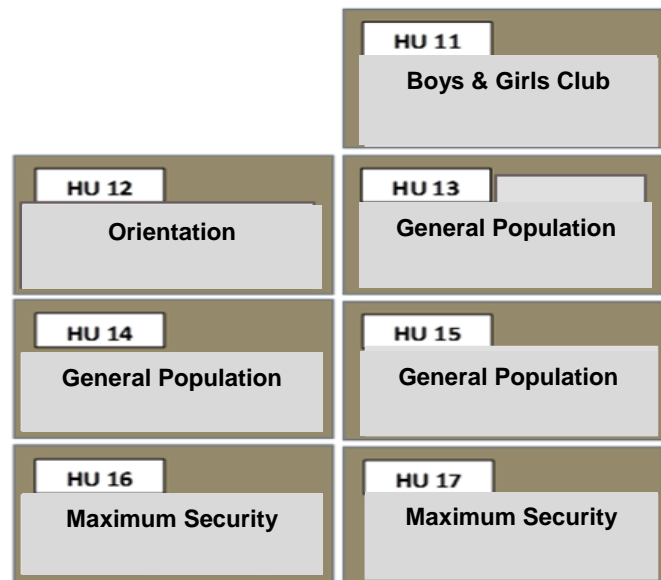 HU 11
Boys & Girls Club
HU 12
Orientation
HU 13
General Population
HU 14
General Population
HU 15
General Population
HU 16
Maximum Security
HU 17
Maximum Security